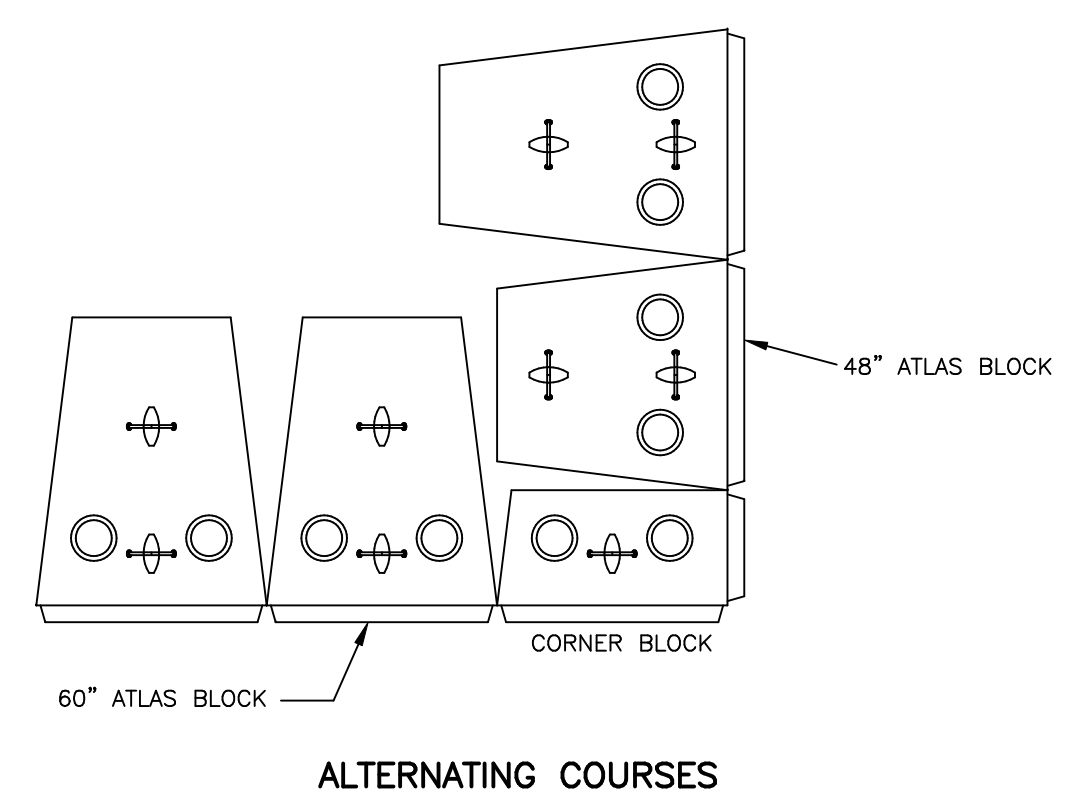 48” ATLAS BLOCK
CORNER BLOCK
60” ATLAS BLOCK
ALTERNATING COURSES